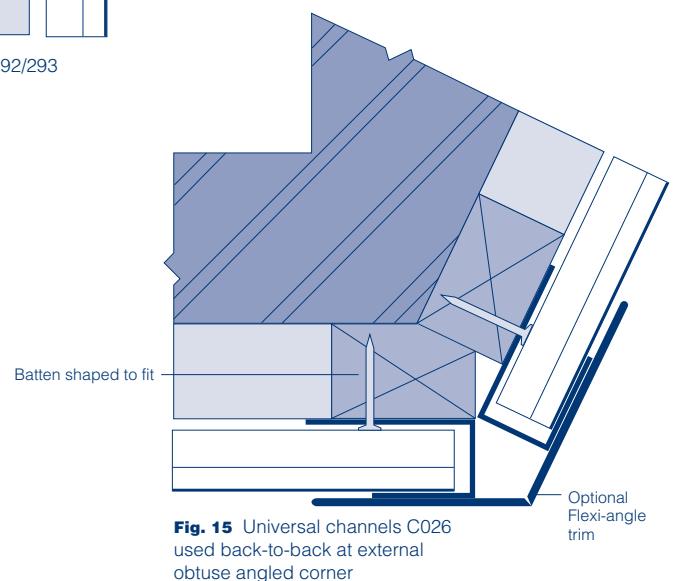 92/293
Batten shaped to fit
Optional
Flexi-angle
trim
Fig. 15 Universal channels C026
used back-to-back at external
obtuse angled corner